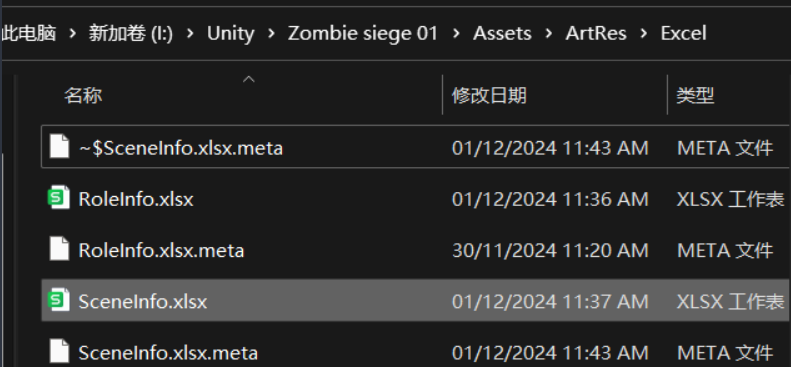 此电脑 > 新加卷 (I:) > Unity > Zombie siege 01 > Assets > ArtRes > Excel
名称 修改日期 类型
~$SceneInfo.xlsx.meta 01/12/2024 11:43 AM META 文件
RoleInfo.xlsx 01/12/2024 11:36 AM XLSX 工作表
RoleInfo.xlsx.meta 30/11/2024 11:20 AM META 文件
SceneInfo.xlsx 01/12/2024 11:37 AM XLSX 工作表
SceneInfo.xlsx.meta 01/12/2024 11:43 AM META 文件